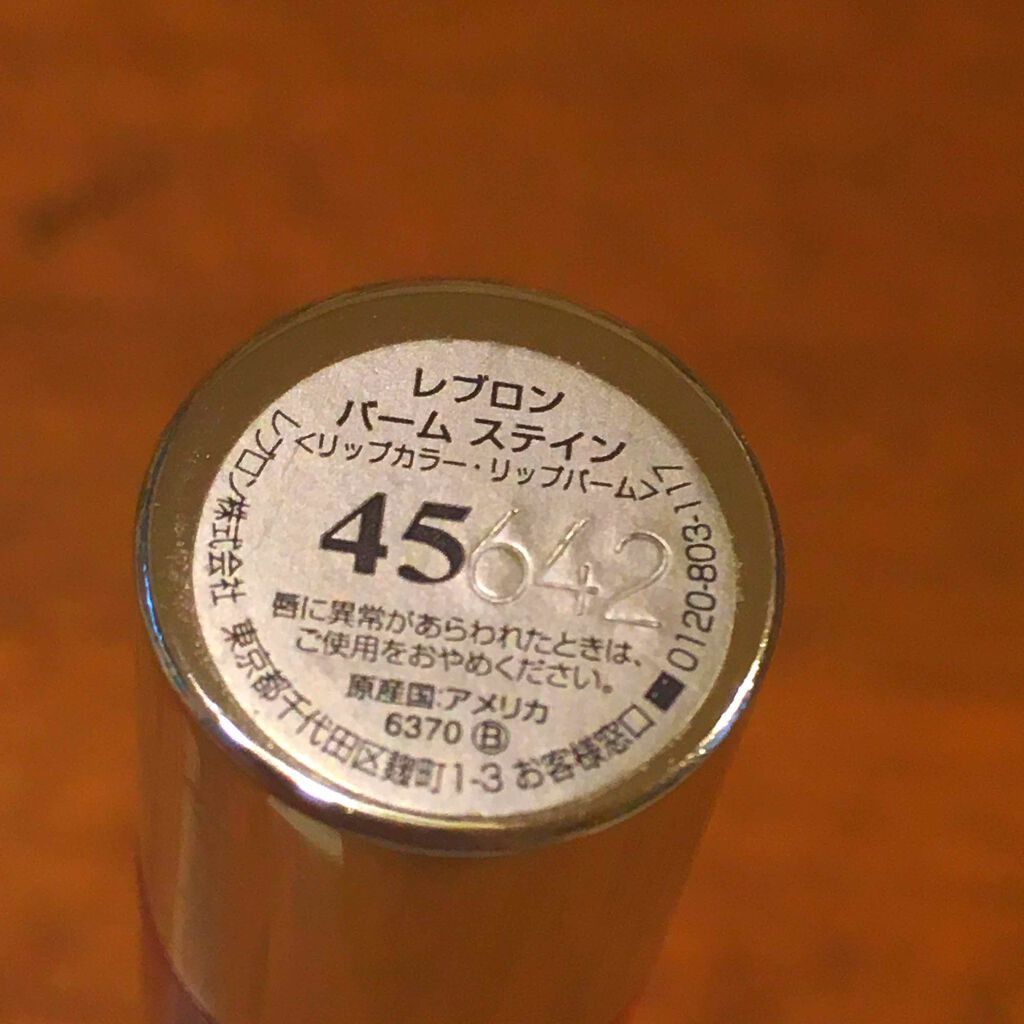 レブロン
バーム ステイン
<リップカラー・リップバーム>
45
642
唇に異常があらわれたときは、
ご使用をおやめください。
原産国:アメリカ
6370 Ⓑ
レブロン株式会社 東京都千代田区麹町1-3 お客様窓口 0120-803-117